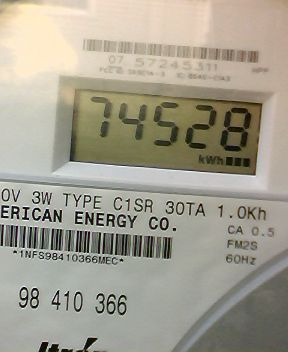 07 57245311
74528
kWh
0V 3W TYPE C1SR 30TA 1.0Kh
ERICAN ENERGY CO.
CA 0.5
FM2S
60Hz
*1NFS98410366MEC*
98 410 366
Itron